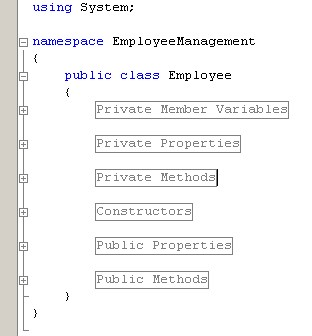 using System;
namespace EmployeeManagement
{
public class Employee
{
Private Member Variables
Private Properties
Private Methods
Constructors
Public Properties
Public Methods
}
}